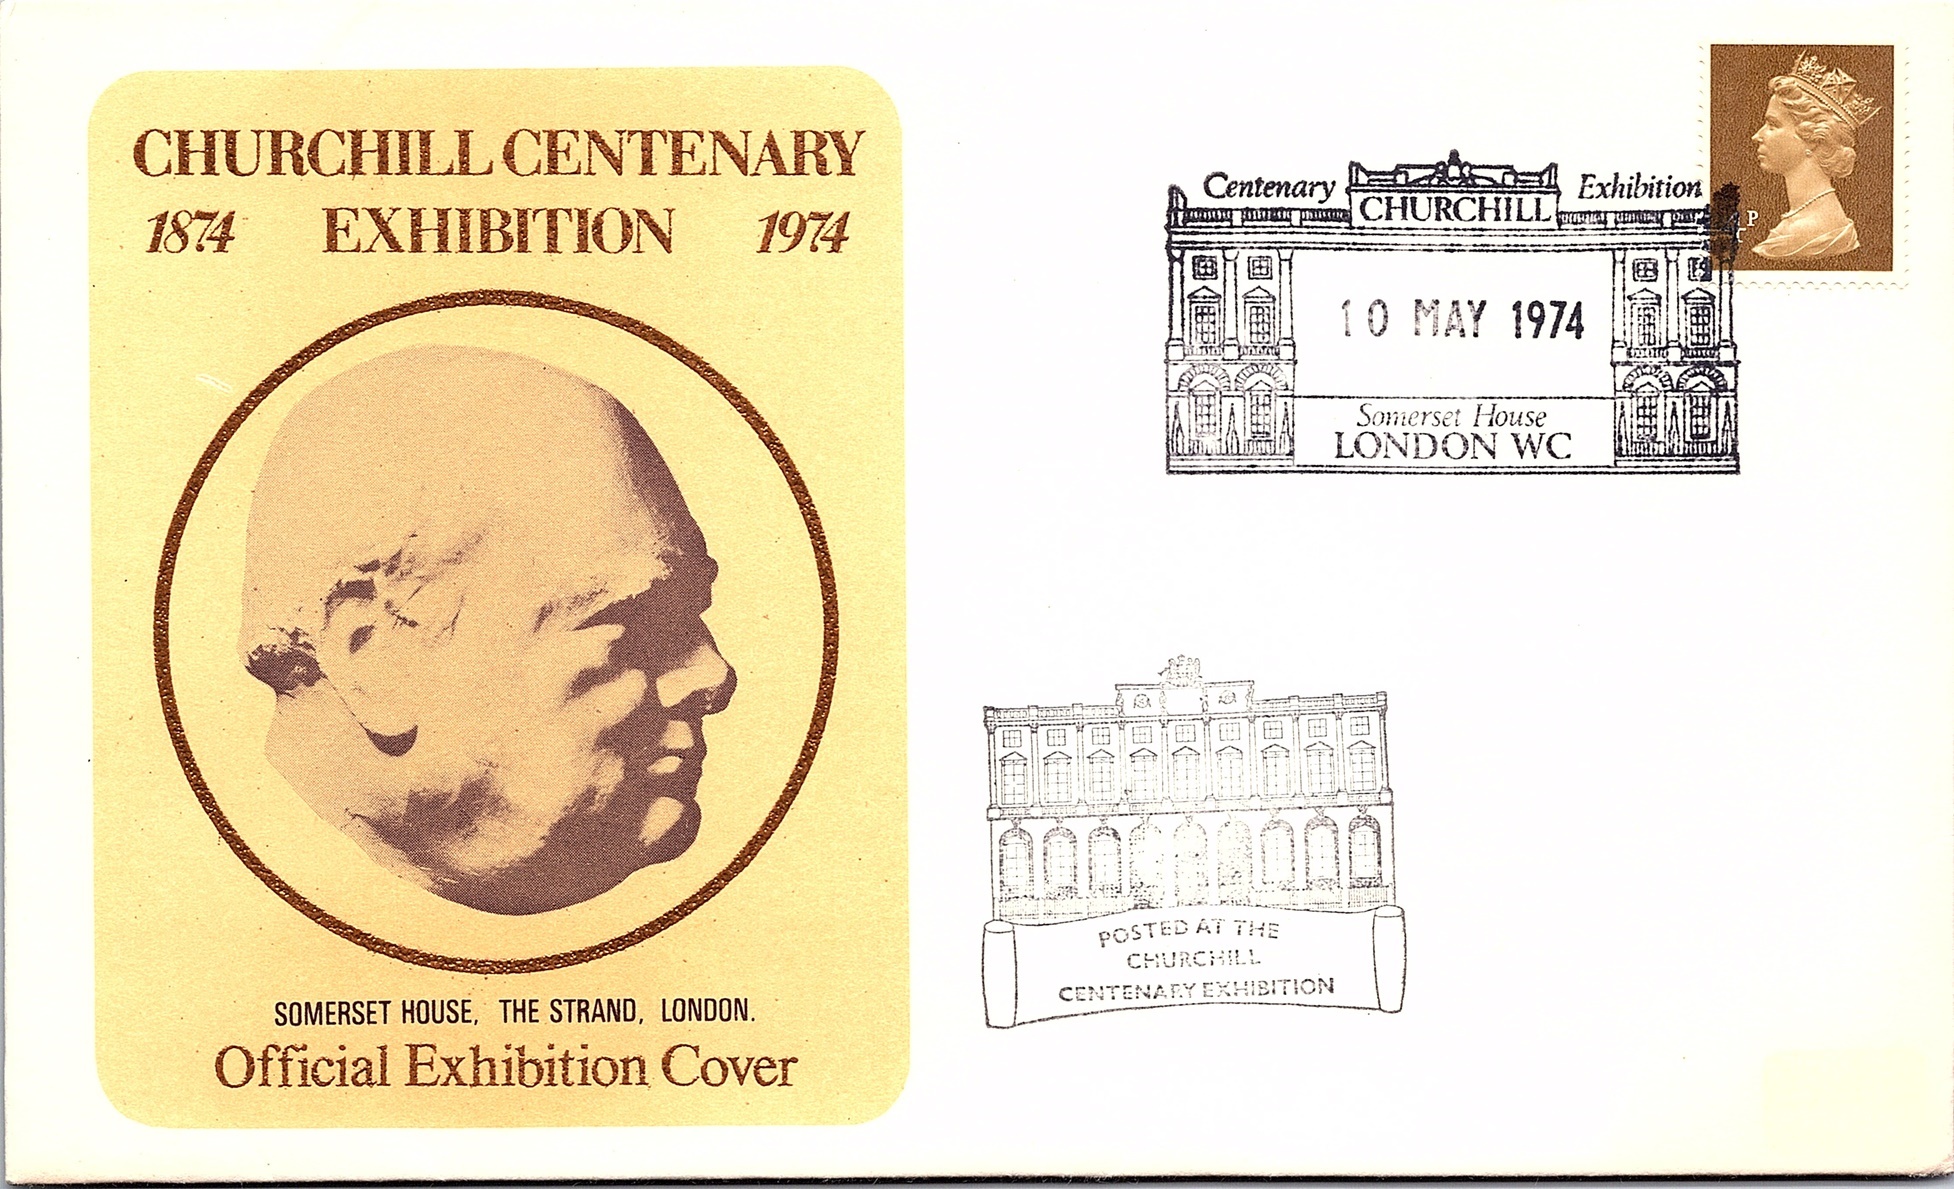 CHURCHILL CENTENARY
1874 EXHIBITION 1974
SOMERSET HOUSE, THE STRAND, LONDON.
Official Exhibition Cover
Centenary CHURCHILL Exhibition
10 MAY 1974
Somerset House
LONDON WC
POSTED AT THE
CHURCHILL
CENTENARY EXHIBITION